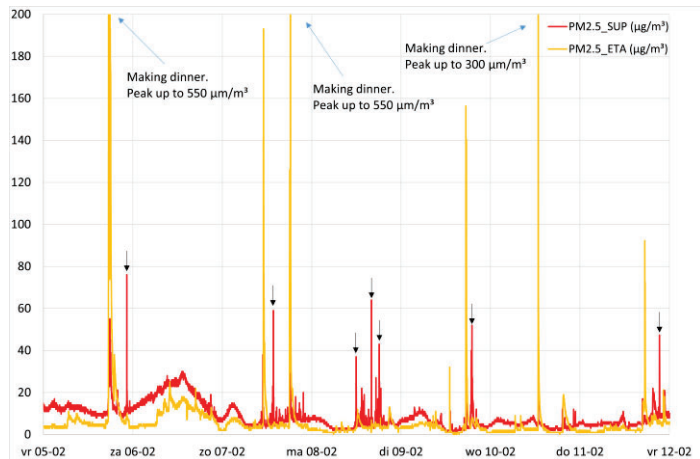 200
180
160
140
120
100
80
60
40
20
0
Making dinner.
Peak up to 550 µm/m³
Making dinner.
Peak up to 550 µm/m³
Making dinner.
Peak up to 300 µm/m³
PM2.5_SUP (µg/m³)
PM2.5_ETA (µg/m³)
vr 05-02 za 06-02 zo 07-02 ma 08-02 di 09-02 wo 10-02 do 11-02 vr 12-02